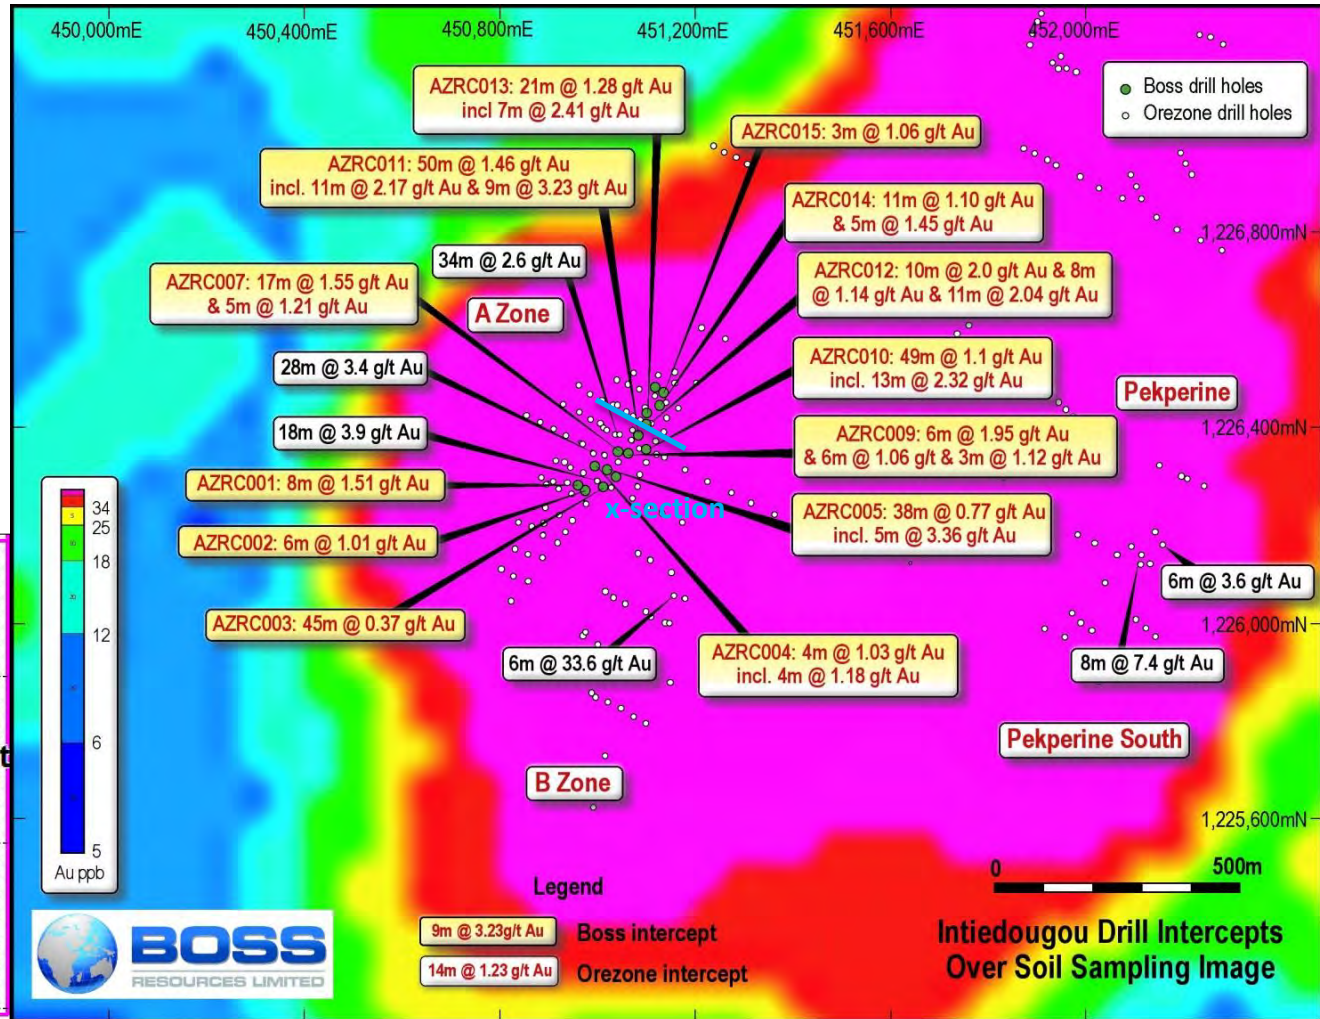 450,000mE
450,400mE
450,800mE
451,200mE
451,600mE
452,000mE
Boss drill holes
Orezone drill holes
AZRC013: 21m @ 1.28 g/t Au
incl 7m @ 2.41 g/t Au
AZRC015: 3m @ 1.06 g/t Au
AZRC011: 50m @ 1.46 g/t Au
incl. 11m @ 2.17 g/t Au & 9m @ 3.23 g/t Au
AZRC014: 11m @ 1.10 g/t Au
& 5m @ 1.45 g/t Au
1,226,800mN
34m @ 2.6 g/t Au
AZRC007: 17m @ 1.55 g/t Au
& 5m @ 1.21 g/t Au
AZRC012: 10m @ 2.0 g/t Au & 8m
@ 1.14 g/t Au & 11m @ 2.04 g/t Au
A Zone
28m @ 3.4 g/t Au
AZRC010: 49m @ 1.1 g/t Au
incl. 13m @ 2.32 g/t Au
Pekperine
18m @ 3.9 g/t Au
1,226,400mN
AZRC009: 6m @ 1.95 g/t Au
& 6m @ 1.06 g/t & 3m @ 1.12 g/t Au
AZRC001: 8m @ 1.51 g/t Au
x-section
AZRC005: 38m @ 0.77 g/t Au
incl. 5m @ 3.36 g/t Au
AZRC002: 6m @ 1.01 g/t Au
6m @ 3.6 g/t Au
AZRC003: 45m @ 0.37 g/t Au
1,226,000mN
6m @ 33.6 g/t Au
AZRC004: 4m @ 1.03 g/t Au
incl. 4m @ 1.18 g/t Au
8m @ 7.4 g/t Au
Pekperine South
B Zone
1,225,600mN
34
25
18
12
6
5
Au ppb
t
0
500m
Legend
9m @ 3.23g/t Au
Boss intercept
14m @ 1.23 g/t Au
Orezone intercept
BOSS
RESOURCES LIMITED
Intiedougou Drill Intercepts
Over Soil Sampling Image